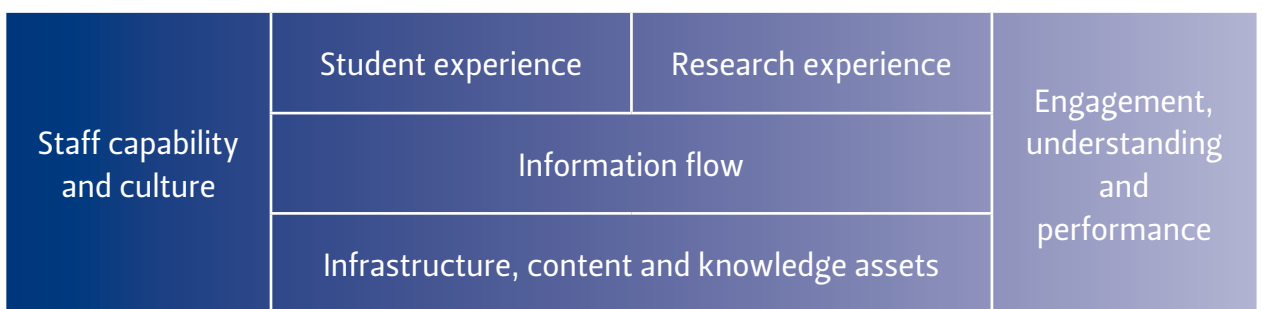 Staff capability
and culture
Student experience
Research experience
Information flow
Infrastructure, content and knowledge assets
Engagement,
understanding
and
performance